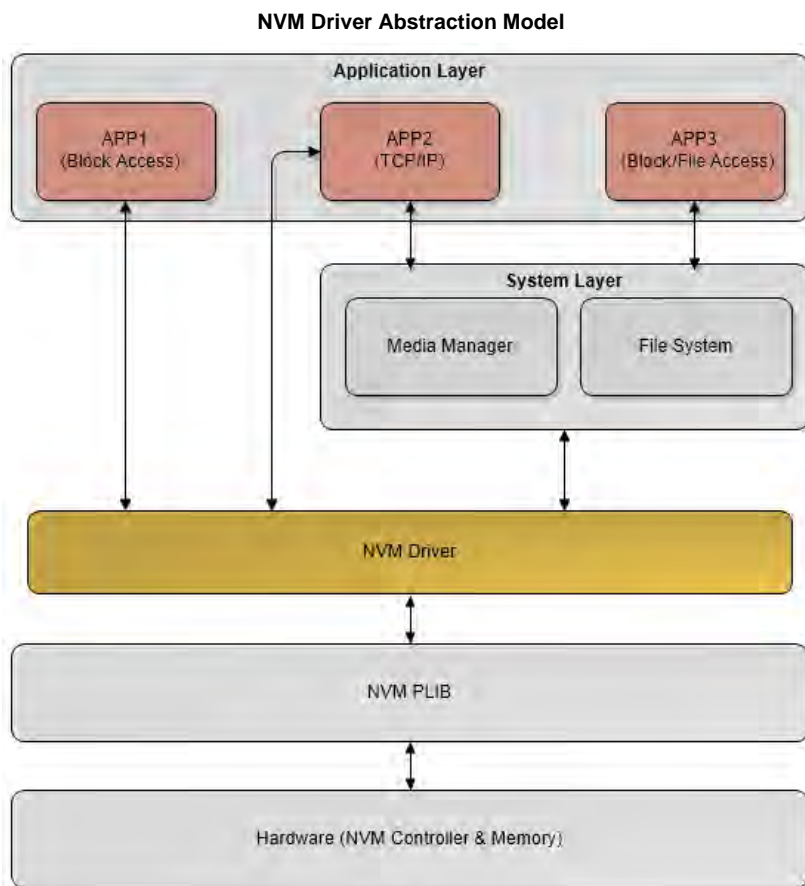 NVM Driver Abstraction Model
Application Layer
APP1
(Block Access)
APP2
(TCP/IP)
APP3
(Block/File Access)
System Layer
Media Manager
File System
NVM Driver
NVM PLIB
Hardware (NVM Controller & Memory)